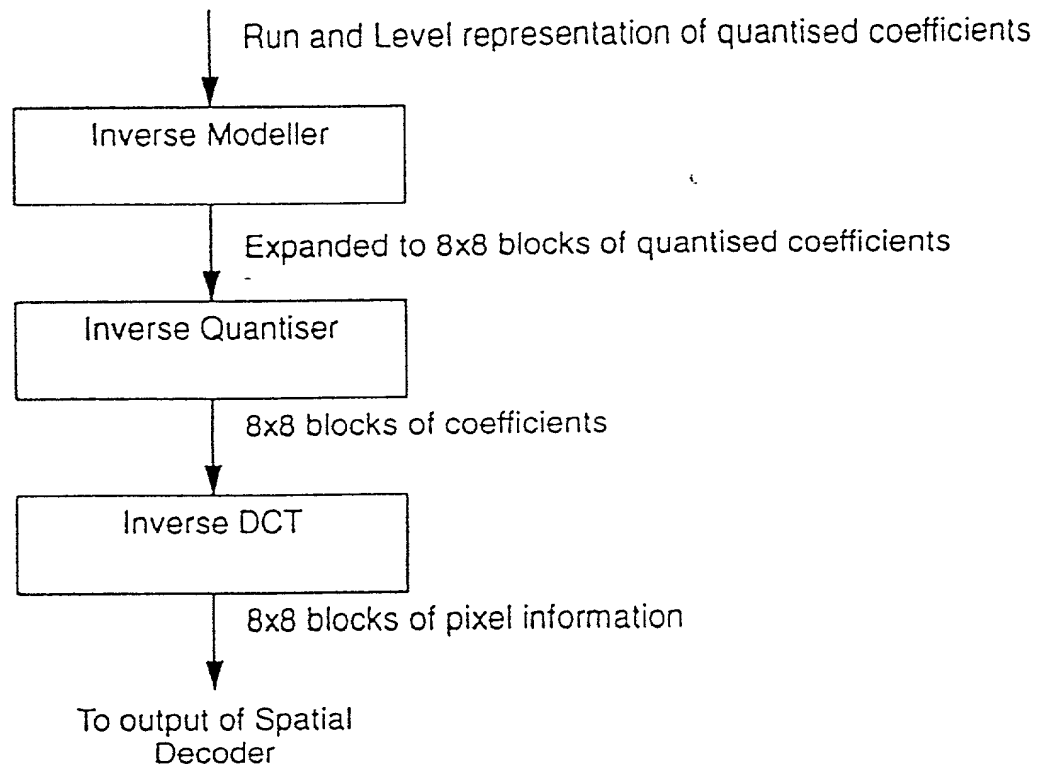 Run and Level representation of quantised coefficients
Inverse Modeller
Expanded to 8x8 blocks of quantised coefficients
Inverse Quantiser
8x8 blocks of coefficients
Inverse DCT
8x8 blocks of pixel information
To output of Spatial
Decoder